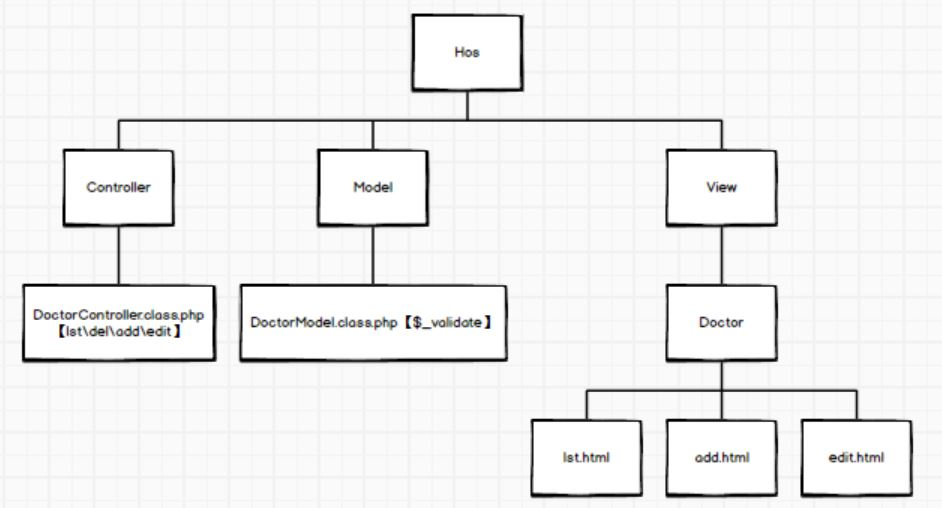 Hos
Controller
Model
View
DoctorController.class.php
【lst\del\add\edit】
DoctorModel.class.php【$_validate】
Doctor
lst.html
add.html
edit.html